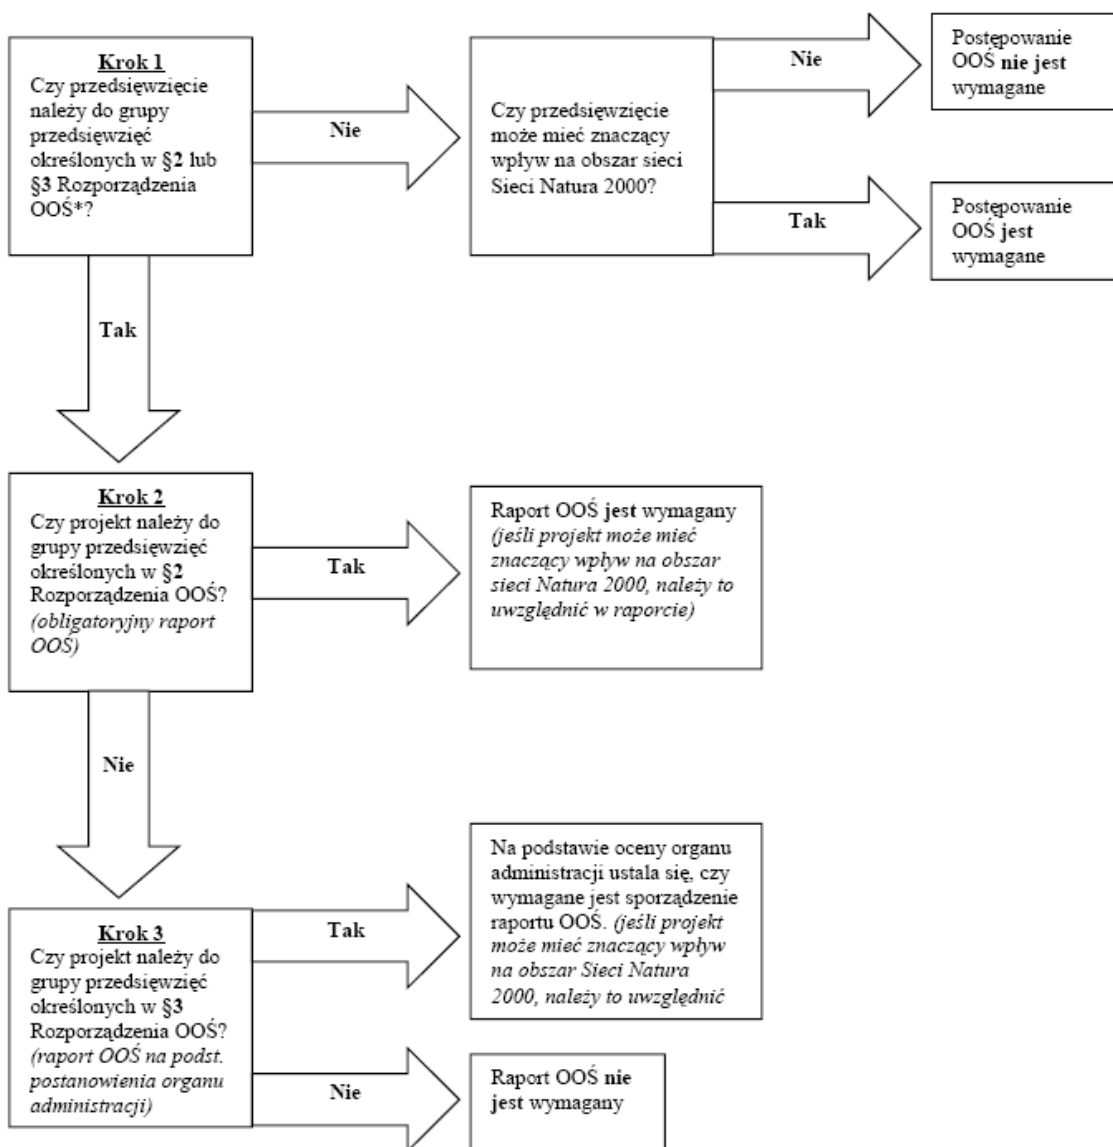 Krok 1
Czy przedsięwzięcie
należy do grupy
przedsięwzięć
określonych w §2 lub
§3 Rozporządzenia
OOŚ*?
Nie
Czy przedsięwzięcie
może mieć znaczący
wpływ na obszar sieci
Sieci Natura 2000?
Nie
Postępowanie
OOŚ nie jest
wymagane
Tak
Postępowanie
OOŚ jest
wymagane
Tak
Krok 2
Czy projekt należy do
grupy przedsięwzięć
określonych w §2
Rozporządzenia OOŚ?
(obligatoryjny raport
OOŚ)
Tak
Raport OOŚ jest wymagany
(jeśli projekt może mieć
znaczący wpływ na obszar
sieci Natura 2000, należy to
uwzględnić w raporcie)
Nie
Krok 3
Czy projekt należy do
grupy przedsięwzięć
określonych w §3
Rozporządzenia OOŚ?
(raport OOŚ na podst.
postanowienia organu
administracji)
Tak
Na podstawie oceny organu
administracji ustala się, czy
wymagane jest sporządzenie
raportu OOŚ. (jeśli projekt
może mieć znaczący wpływ
na obszar Sieci Natura
2000, należy to uwzględnić
Nie
Raport OOŚ nie
jest wymagany